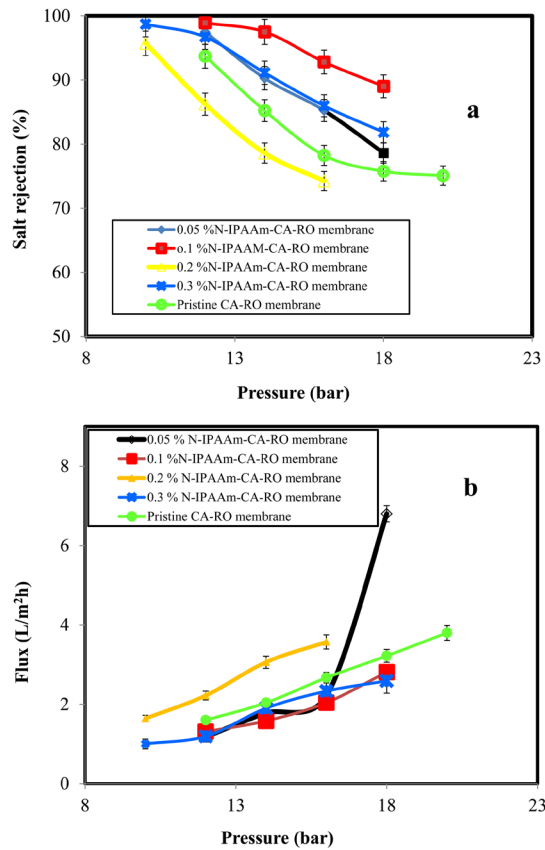 100
90
80
70
60
50
Salt rejection (%)
a
0.05 %N-IPAAm-CA-RO membrane
o.1 %N-IPAAM-CA-RO membrane
0.2 %N-IPAAm-CA-RO membrane
0.3 %N-IPAAm-CA-RO membrane
Pristine CA-RO membrane
8 13 18 23
Pressure (bar)
8
6
4
2
0
Flux (L/m²h)
b
0.05 % N-IPAAm-CA-RO membrane
0.1 %N-IPAAm-CA-RO membrane
0.2 % N-IPAAm-CA-RO membrane
0.3 % N-IPAAm-CA-RO membrane
Pristine CA-RO membrane
8 13 18 23
Pressure (bar)